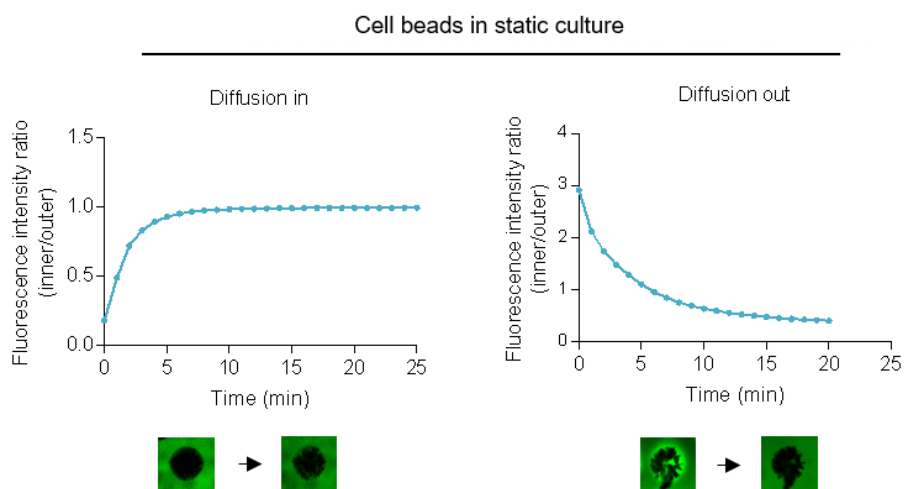 Cell beads in static culture
Diffusion in
Fluorescence intensity ratio
(inner/outer)
1.5
1.0
0.5
0.0
0
5
10
15
20
25
Time (min)
Diffusion out
Fluorescence intensity ratio
(inner/outer)
4
3
2
1
0
0
5
10
15
20
25
Time (min)